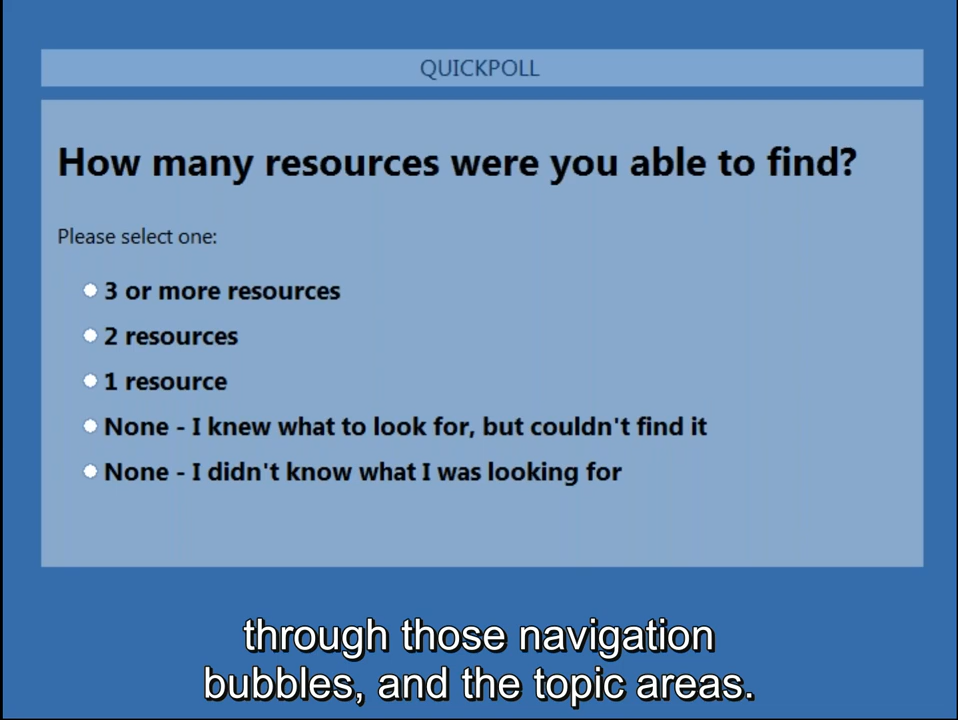 QUICKPOLL
How many resources were you able to find?
Please select one:
3 or more resources
2 resources
1 resource
None - I knew what to look for, but couldn't find it
None - I didn't know what I was looking for
through those navigation
bubbles, and the topic areas.